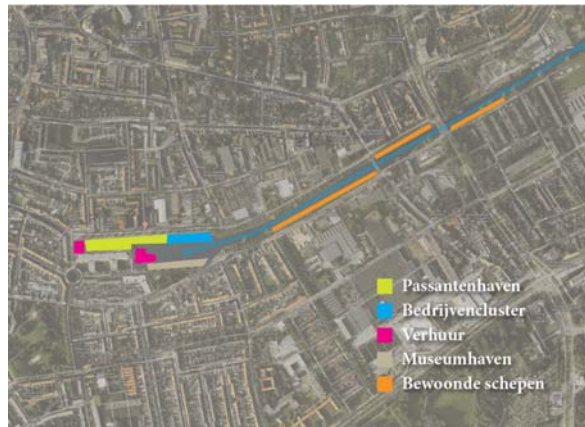 Passantenhaven
Bedrijvencluster
Verhuur
Museumhaven
Bewoonde schepen